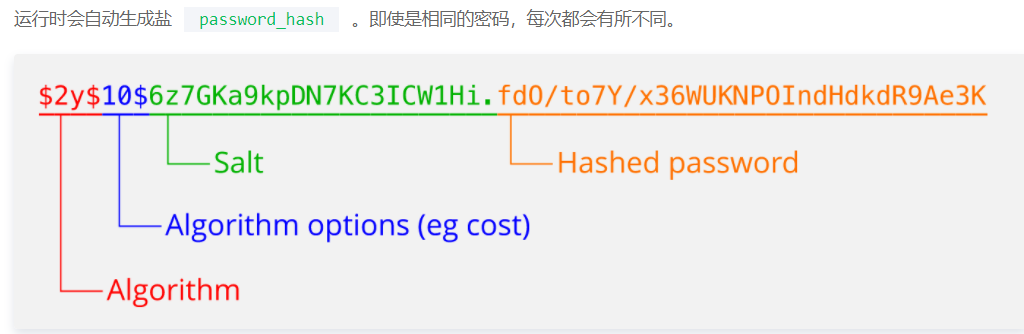 运行时会自动生成盐 password_hash 。即使是相同的密码，每次都会有所不同。
$2y$10$6z7GKa9kpDN7KC3ICW1Hi.fdO/to7Y/x36WUKNPOIndHdkdR9Ae3K
Salt
Hashed password
Algorithm options (eg cost)
Algorithm